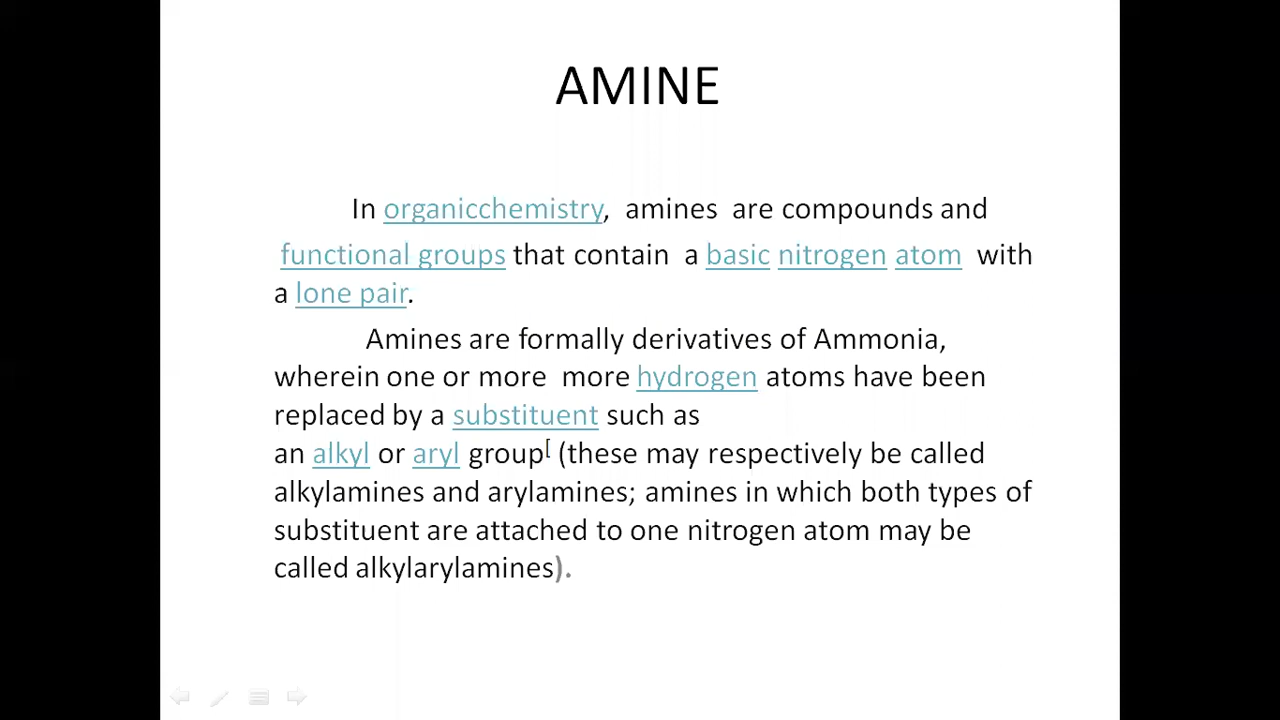 AMINE
In organicchemistry, amines are compounds and
functional groups that contain a basic nitrogen atom with
a lone pair.
Amines are formally derivatives of Ammonia,
wherein one or more more hydrogen atoms have been
replaced by a substituent such as
an alkyl or aryl group[ (these may respectively be called
alkylamines and arylamines; amines in which both types of
substituent are attached to one nitrogen atom may be
called alkylarylamines).